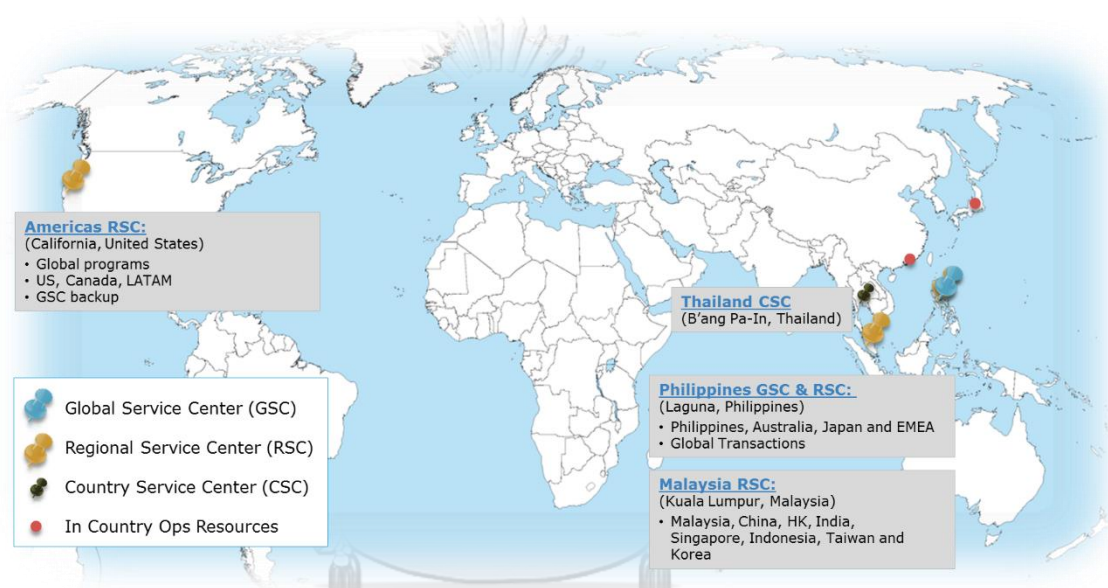 Americas RSC:
(California, United States)
• Global programs
• US, Canada, LATAM
• GSC backup
Thailand CSC
(B'ang Pa-In, Thailand)
Philippines GSC & RSC:
(Laguna, Philippines)
• Philippines, Australia, Japan and EMEA
• Global Transactions
Malaysia RSC:
(Kuala Lumpur, Malaysia)
• Malaysia, China, HK, India,
Singapore, Indonesia, Taiwan and
Korea
Global Service Center (GSC)
Regional Service Center (RSC)
Country Service Center (CSC)
In Country Ops Resources